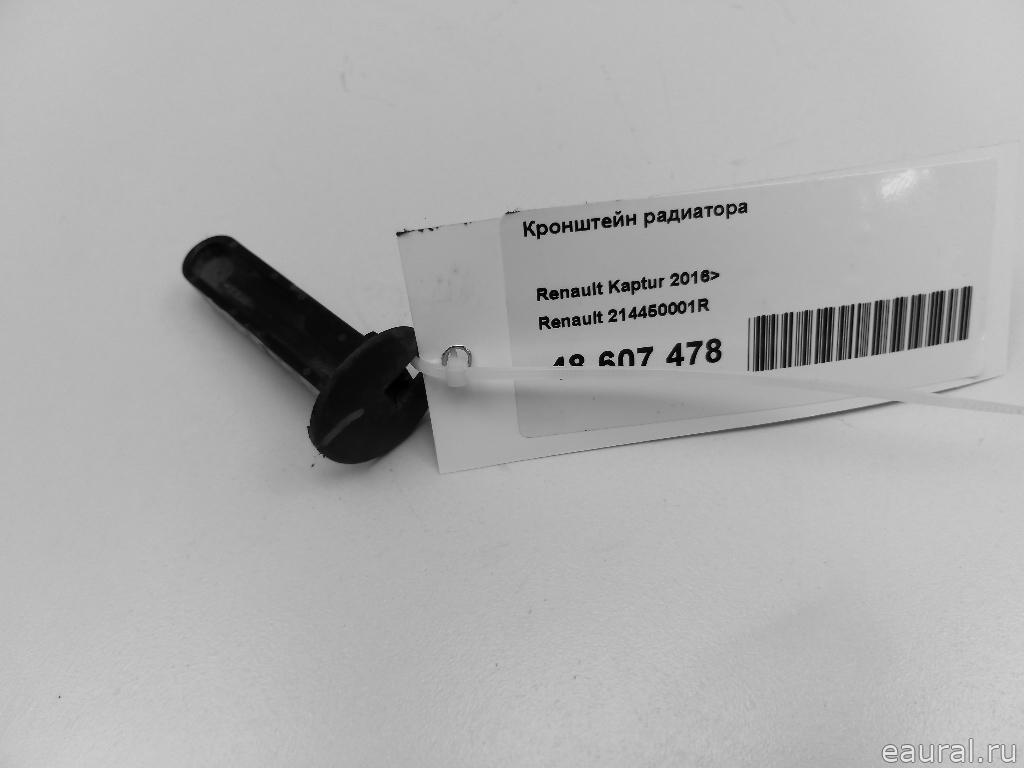 Кронштейн радиатора
Renault Kaptur 2016>
Renault 214450001R
48 607 478
eaural.ru